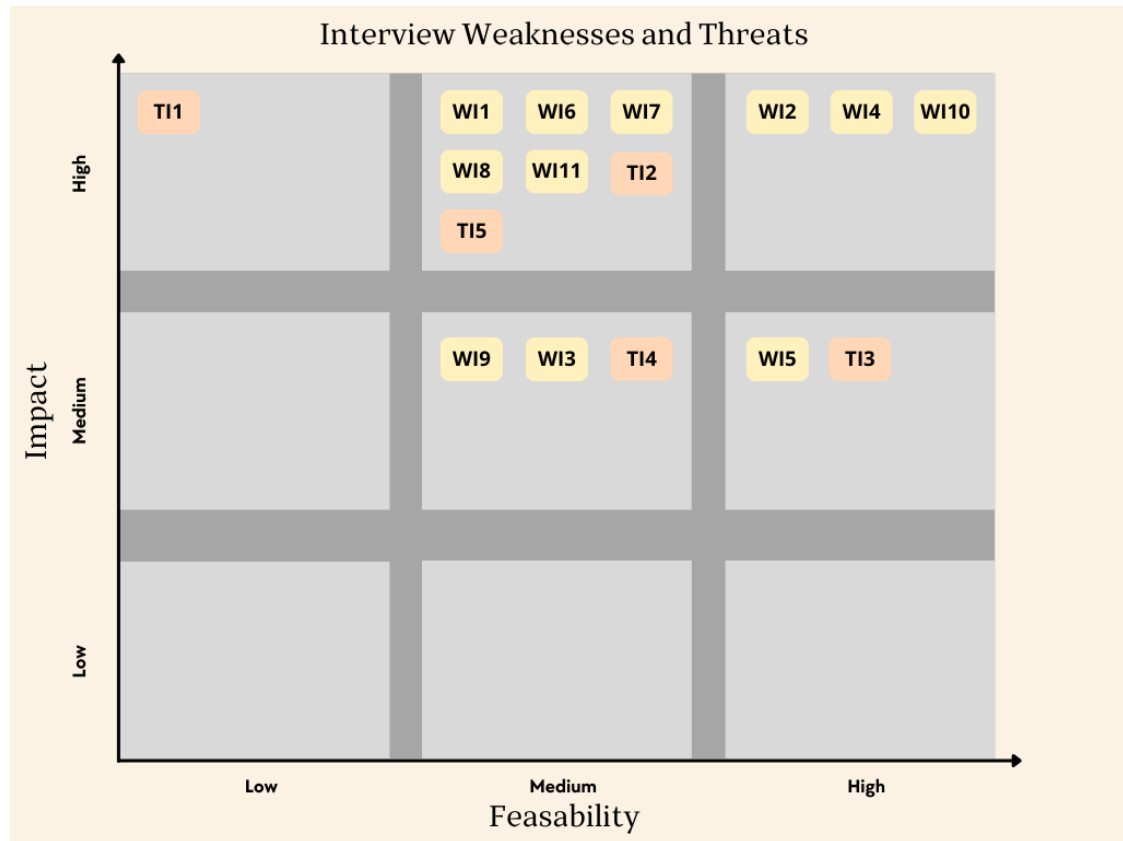 Interview Weaknesses and Threats
TI1
WI1 WI6 WI7
WI2 WI4 WI10
WI8 WI11 TI2
TI5
High
WI9 WI3 TI4
WI5 TI3
Impact
Medium
Low
Low Medium High
Feasability